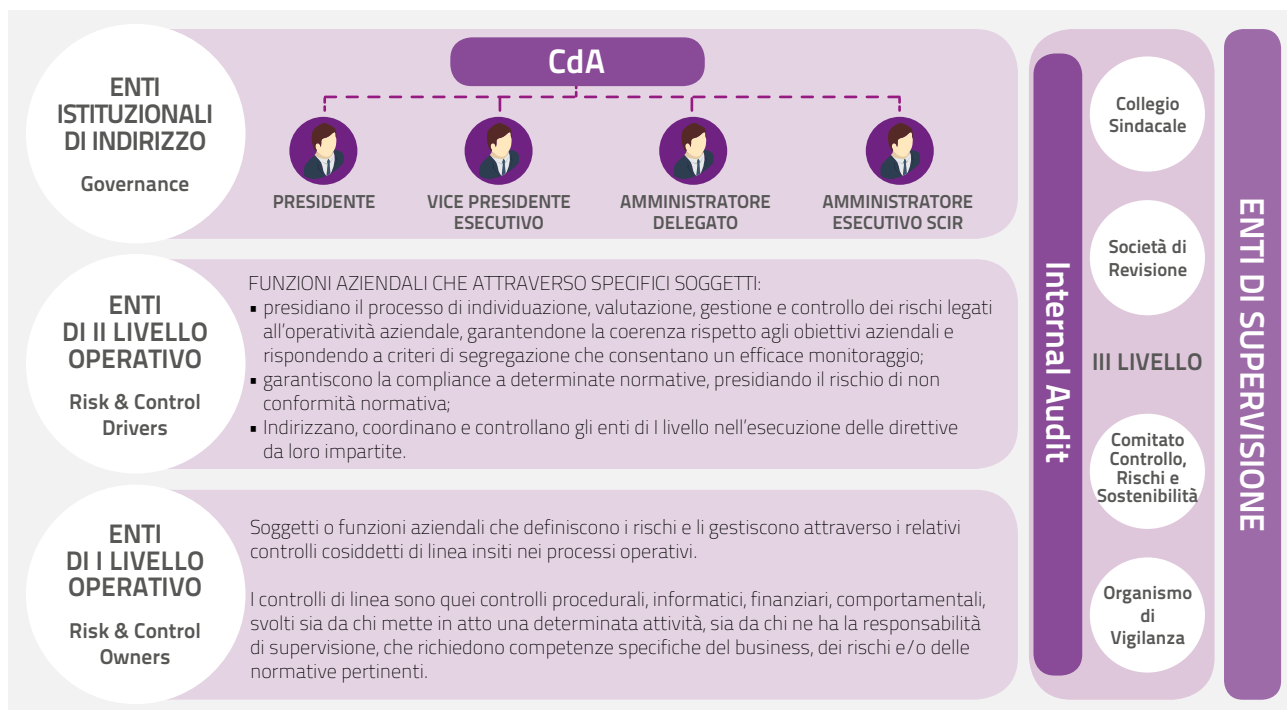 ENTI
ISTITUZIONALI
DI INDIRIZZO
Governance
CdA
PRESIDENTE
VICE PRESIDENTE
ESECUTIVO
AMMINISTRATORE
DELEGATO
AMMINISTRATORE
ESECUTIVO SCIR
ENTI
DI II LIVELLO
OPERATIVO
Risk & Control
Drivers
FUNZIONI AZIENDALI CHE ATTRAVERSO SPECIFICI SOGGETTI:
▪ presidiano il processo di individuazione, valutazione, gestione e controllo dei rischi legati
all'operatività aziendale, garantendone la coerenza rispetto agli obiettivi aziendali e
rispondendo a criteri di segregazione che consentano un efficace monitoraggio;
▪ garantiscono la compliance a determinate normative, presidiando il rischio di non
conformità normativa;
▪ Indirizzano, coordinano e controllano gli enti di I livello nell'esecuzione delle direttive
da loro impartite.
ENTI
DI I LIVELLO
OPERATIVO
Risk & Control
Owners
Soggetti o funzioni aziendali che definiscono i rischi e li gestiscono attraverso i relativi
controlli cosiddetti di linea insiti nei processi operativi.
I controlli di linea sono quei controlli procedurali, informatici, finanziari, comportamentali,
svolti sia da chi mette in atto una determinata attività, sia da chi ne ha la responsabilità
di supervisione, che richiedono competenze specifiche del business, dei rischi e/o delle
normative pertinenti.
Internal Audit
Collegio
Sindacale
Società di
Revisione
III LIVELLO
Comitato
Controllo,
Rischi e
Sostenibilità
Organismo
di
Vigilanza
ENTI DI SUPERVISIONE